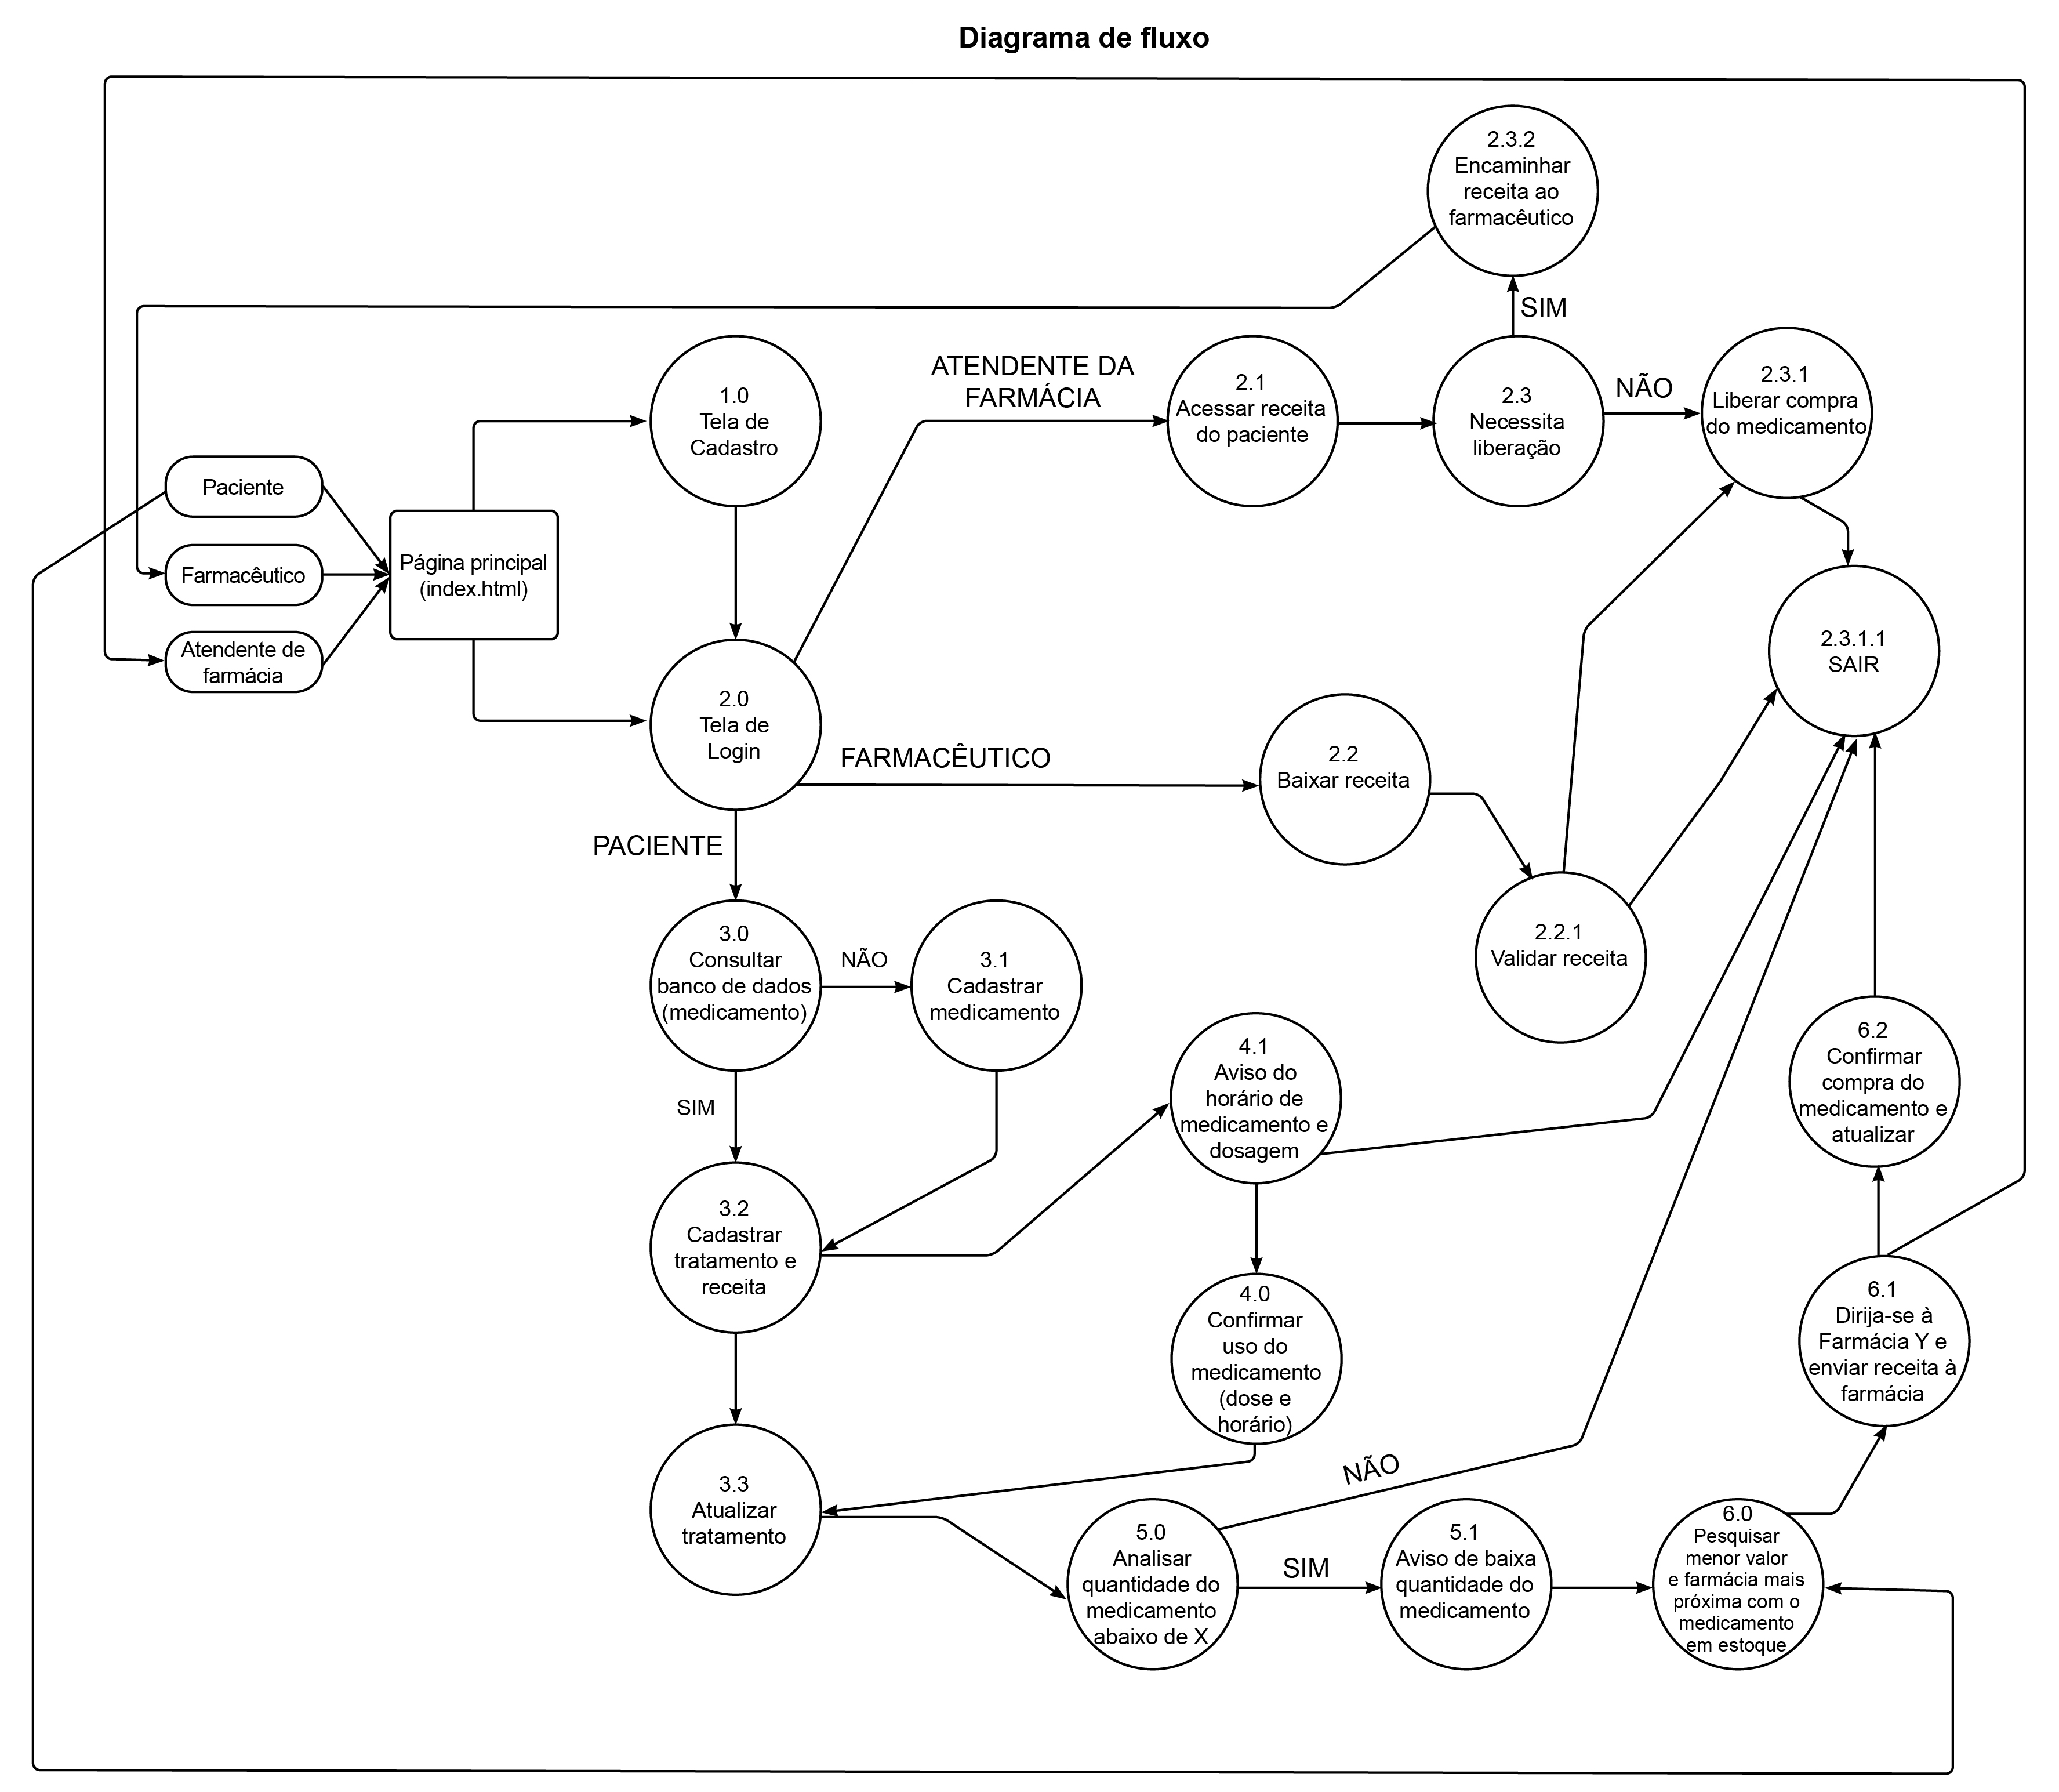 Diagrama de fluxo
2.3.2
Encaminhar
receita ao
farmacêutico
SIM
ATENDENTE DA
FARMÁCIA
1.0
Tela de
Cadastro
2.1
Acessar receita
do paciente
2.3
Necessita
liberação
NÃO
2.3.1
Liberar compra
do medicamento
Paciente
Farmacêutico
Atendente de
farmácia
Página principal
(index.html)
2.3.1.1
SAIR
2.0
Tela de
Login
FARMACÊUTICO
2.2
Baixar receita
PACIENTE
2.2.1
Validar receita
3.0
Consultar
banco de dados
(medicamento)
NÃO
3.1
Cadastrar
medicamento
SIM
4.1
Aviso do
horário de
medicamento e
dosagem
6.2
Confirmar
compra do
medicamento e
atualizar
3.2
Cadastrar
tratamento e
receita
4.0
Confirmar
uso do
medicamento
(dose e
horário)
6.1
Dirija-se à
Farmácia Y e
enviar receita à
farmácia
3.3
Atualizar
tratamento
NÃO
5.0
Analisar
quantidade do
medicamento
abaixo de X
SIM
5.1
Aviso de baixa
quantidade do
medicamento
6.0
Pesquisar
menor valor
e farmácia mais
próxima com o
medicamento
em estoque